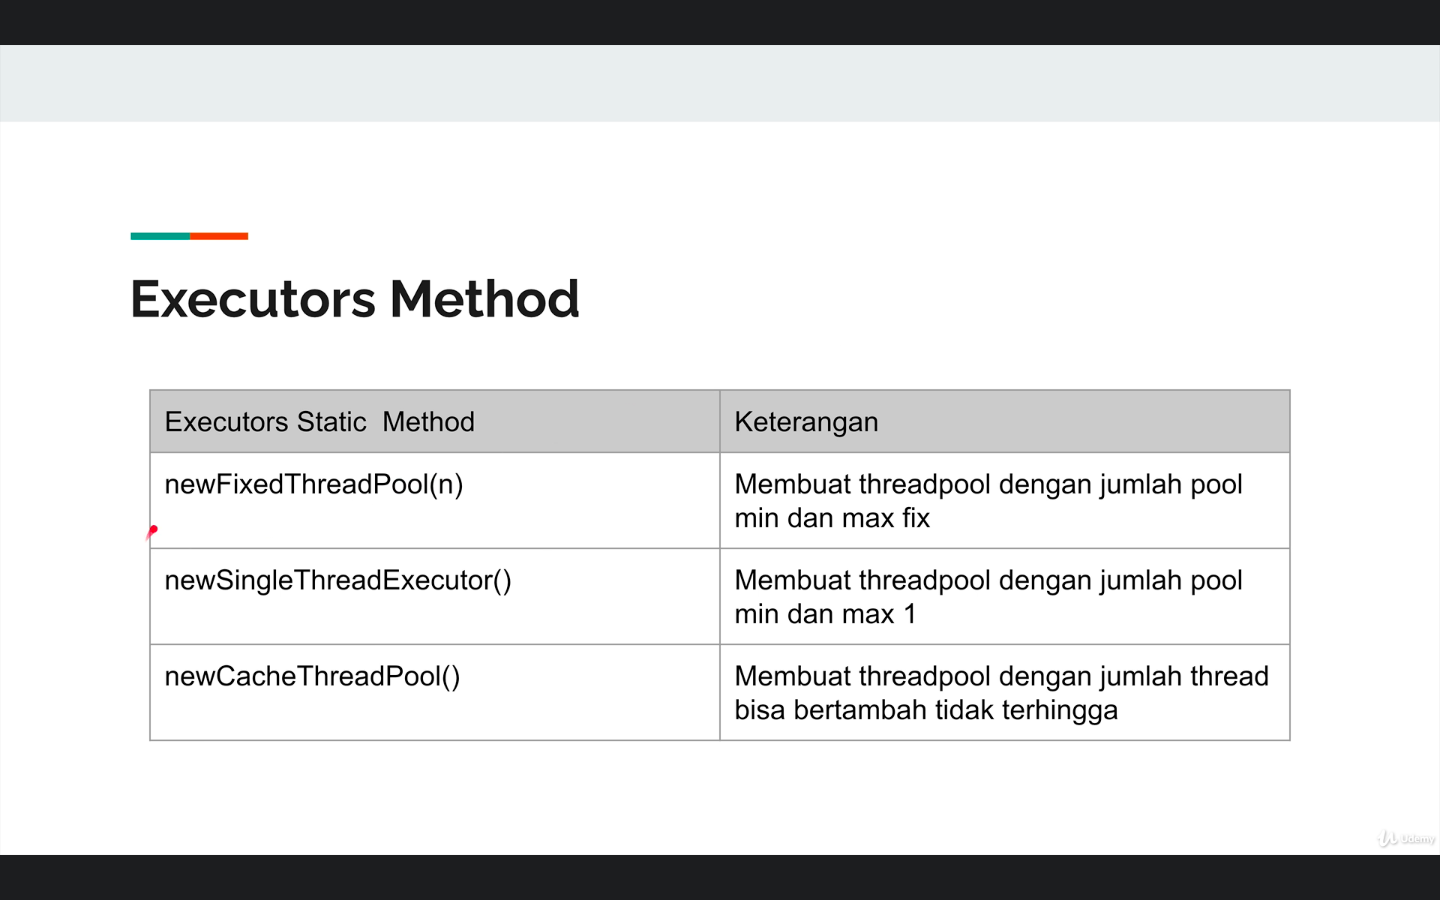 Executors Method
Executors Static  Method
Keterangan
newFixedThreadPool(n)
Membuat threadpool dengan jumlah pool
min dan max fix
newSingleThreadExecutor()
Membuat threadpool dengan jumlah pool
min dan max 1
newCacheThreadPool()
Membuat threadpool dengan jumlah thread
bisa bertambah tidak terhingga
Udemy